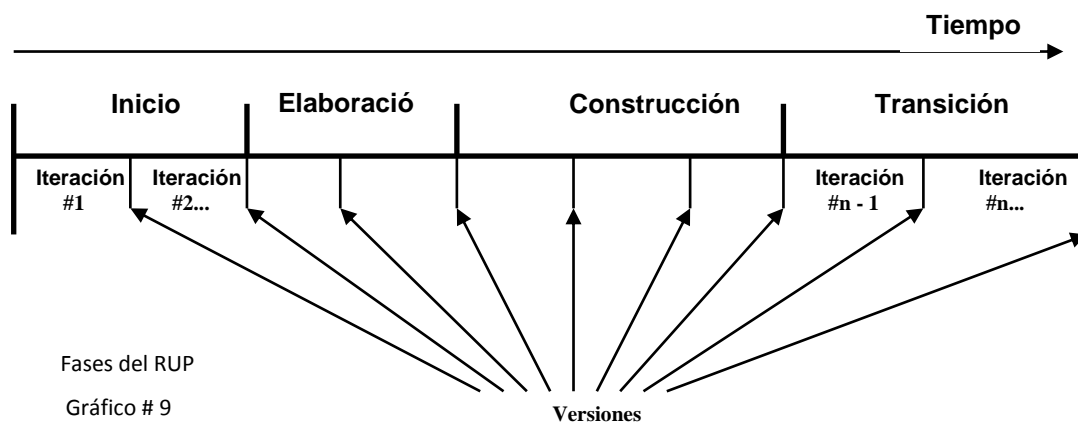 Tiempo
Inicio
Elaboració
Construcción
Transición
Iteración
#1
Iteración
#2...
Iteración
#n - 1
Iteración
#n...
Fases del RUP
Gráfico # 9
Versiones